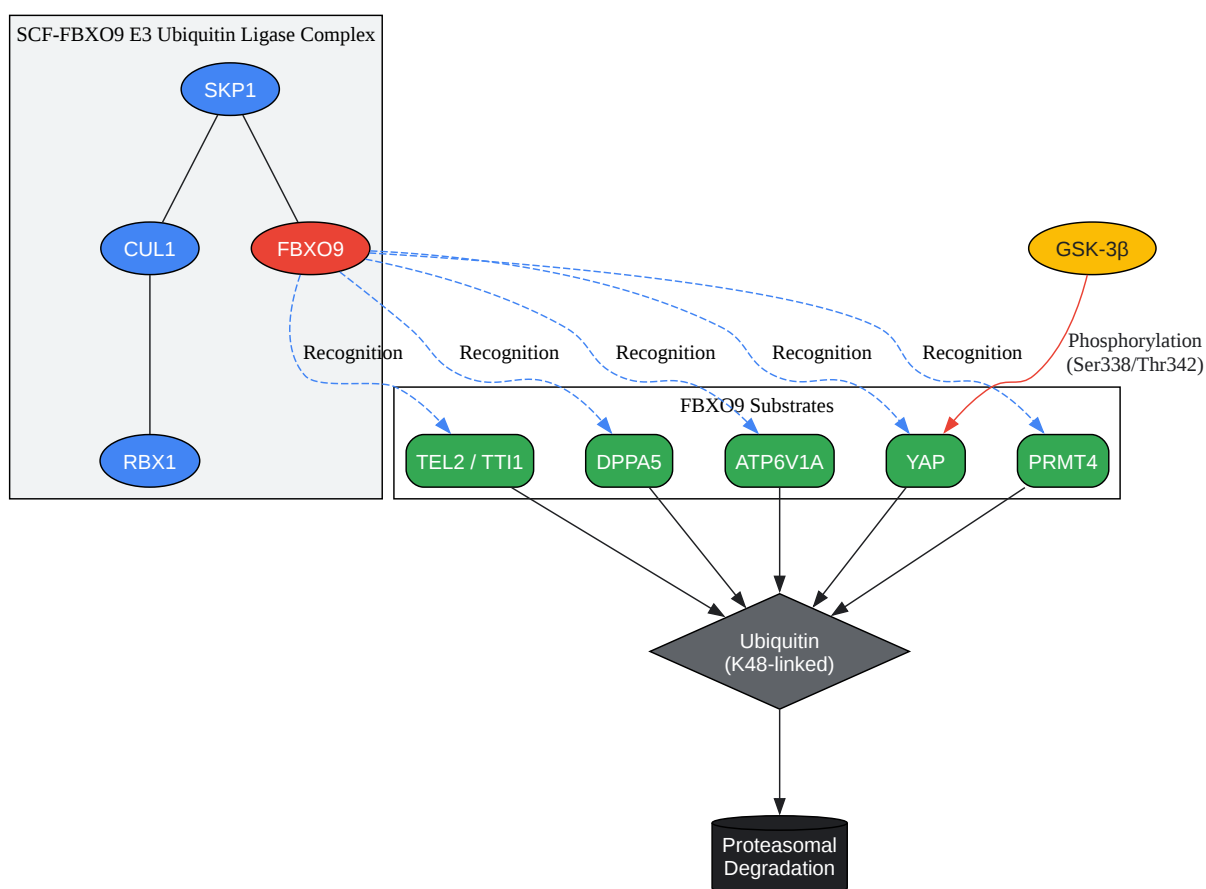 SCF-FBXO9 E3 Ubiquitin Ligase Complex
SKP1
CUL1
FBXO9
GSK-3β
Recognition
Recognition
Recognition
Recognition
Recognition
Phosphorylation
(Ser338/Thr342)
FBXO9 Substrates
RBX1
TEL2 / TTI1
DPPA5
ATP6V1A
YAP
PRMT4
Ubiquitin
(K48-linked)
Proteasomal
Degradation